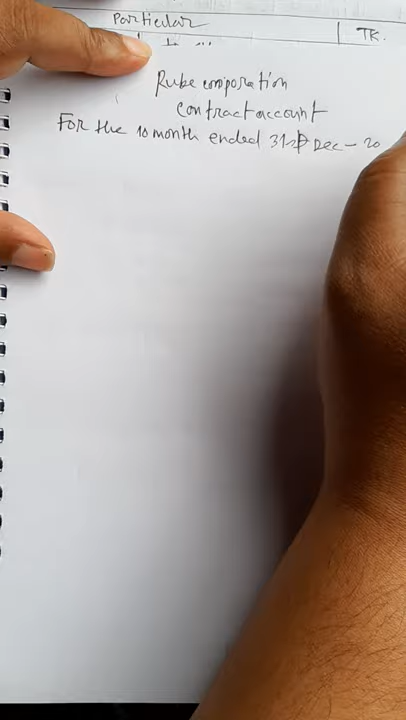 Particular TK.
Rube corporation
contract account
For the 10 month ended 31st Dec - 20